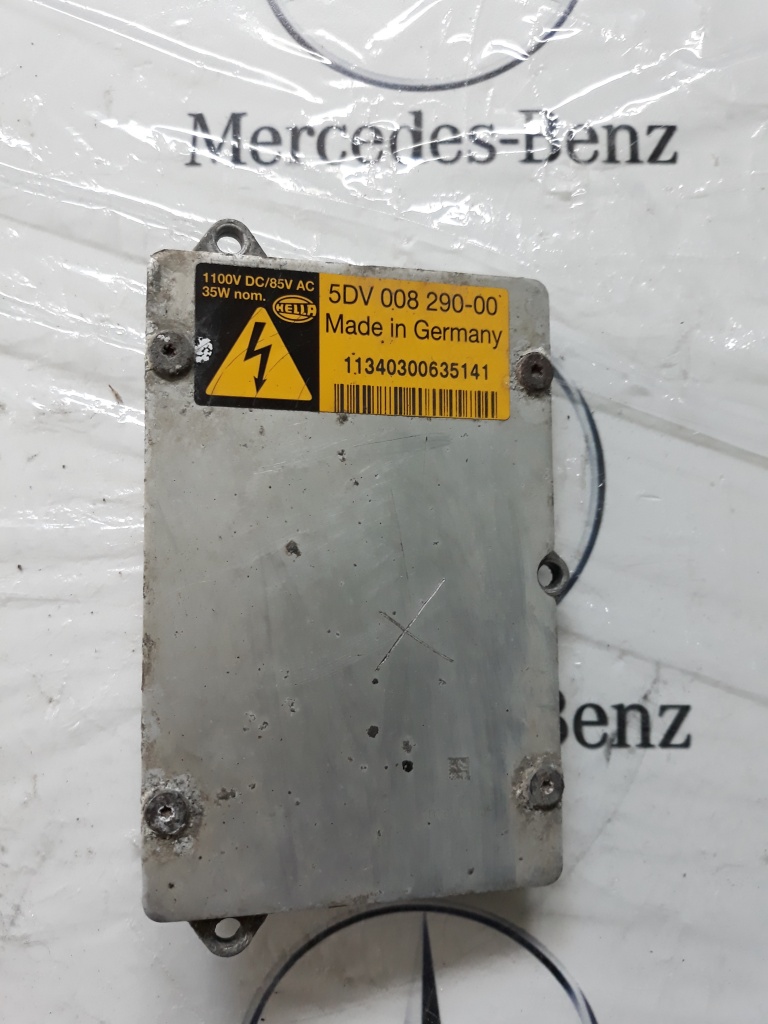 Mercedes-Benz
1100V DC/85V AC
35W nom.
HELLA
5DV 008 290-00
Made in Germany
11340300635141
Benz